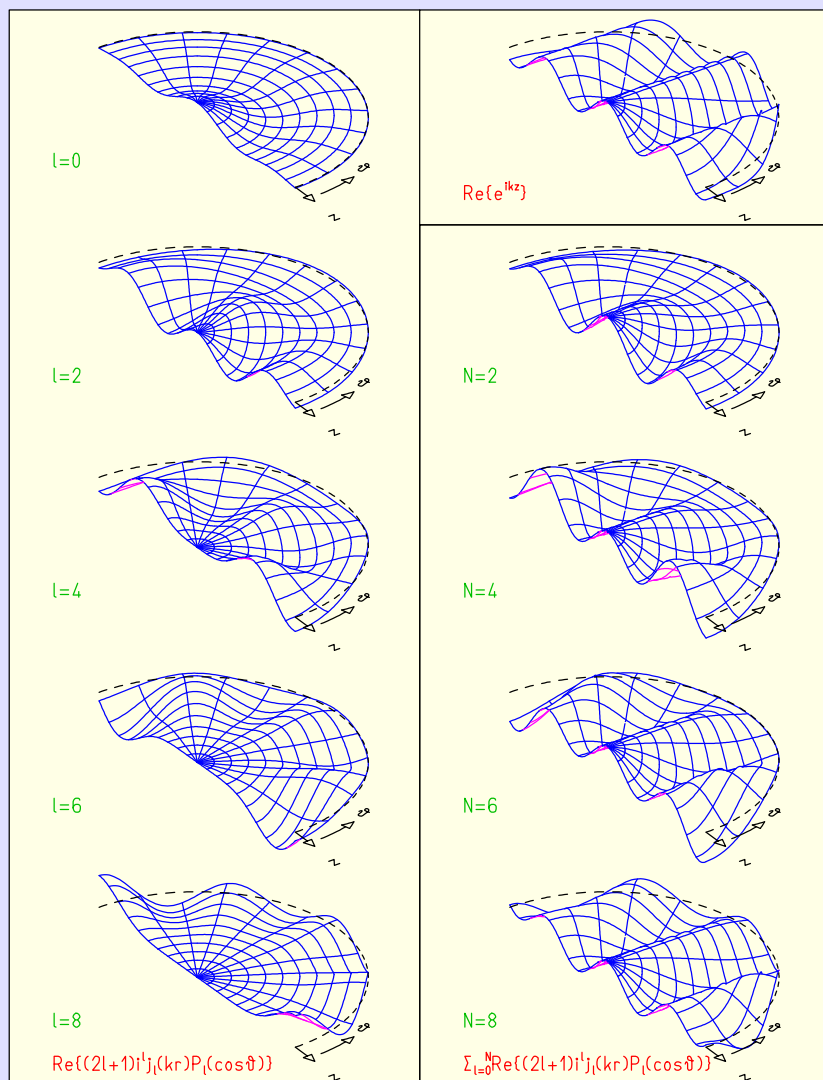 l=0
ϑ
z
Re{e^{ikz}}
ϑ
z
l=2
ϑ
z
N=2
ϑ
z
l=4
ϑ
z
N=4
ϑ
z
l=6
ϑ
z
N=6
ϑ
z
l=8
ϑ
z
N=8
ϑ
z
Re{(2l+1)i^l j_l(kr)P_l(cosϑ)}
Σ_{l=0}^N Re{(2l+1)i^l j_l(kr)P_l(cosϑ)}